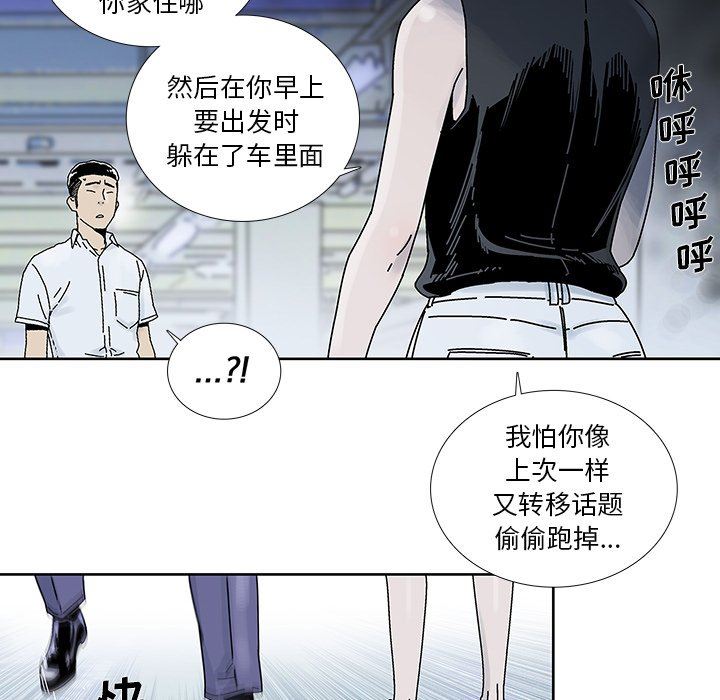 你家住哪
然后在你早上
要出发时
躲在了车里面
咻
呼
呼
呼
呼
...?!
我怕你像
上次一样
又转移话题
偷偷跑掉...